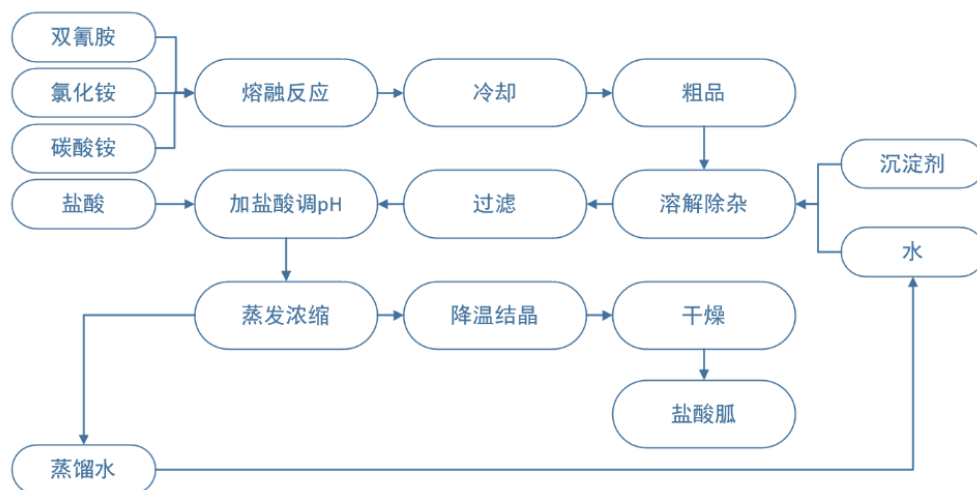 双氰胺
氯化铵
碳酸铵
熔融反应
冷却
粗品
沉淀剂
水
盐酸
加盐酸调pH
过滤
溶解除杂
蒸发浓缩
降温结晶
干燥
盐酸胍
蒸馏水